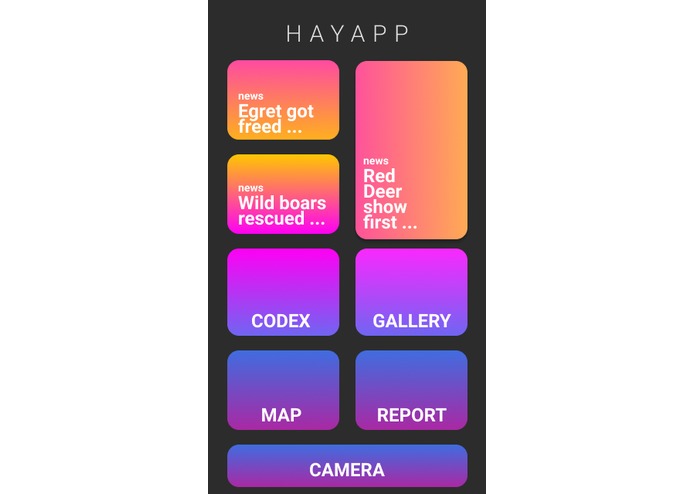 HAYAPP
news
Egret got
freed ...
news
Wild boars
rescued ...
news
Red
Deer
show
first ...
CODEX
GALLERY
MAP
REPORT
CAMERA